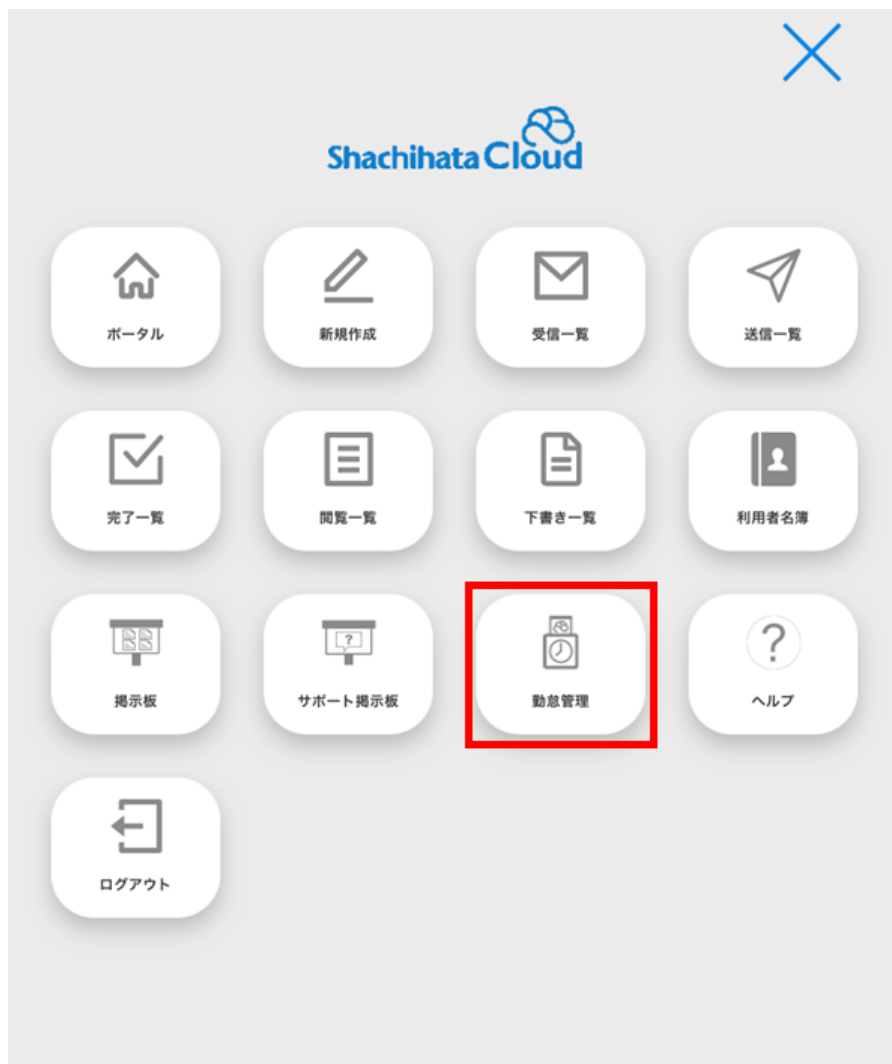 Shachihata Cloud
ポータル
新規作成
受信一覧
送信一覧
完了一覧
閲覧一覧
下書き一覧
利用者名簿
掲示板
サポート掲示板
勤怠管理
ヘルプ
ログアウト